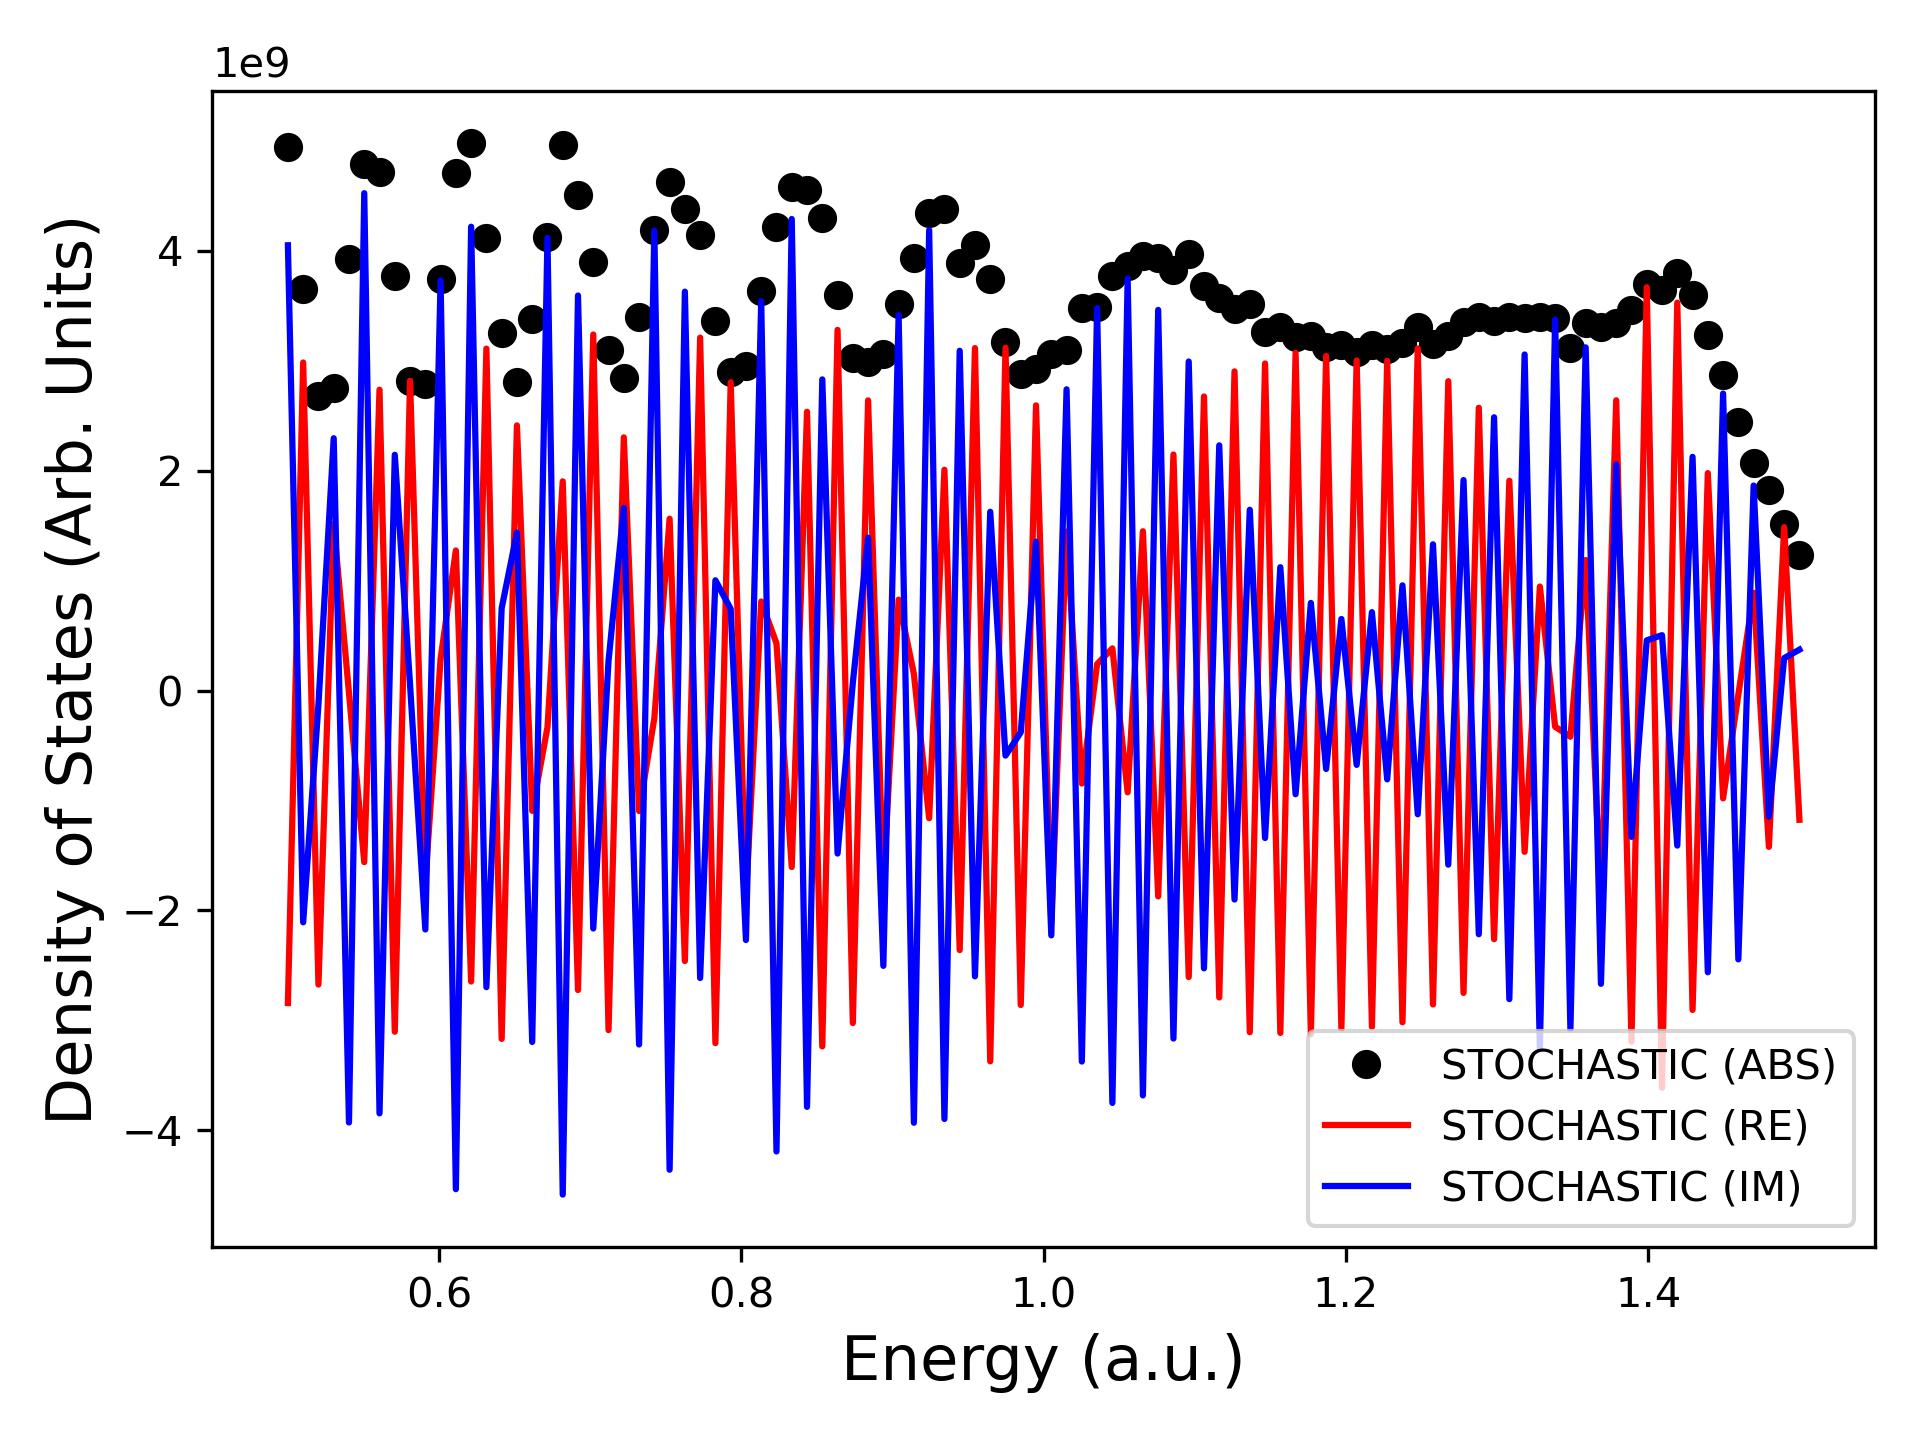 1e9
Density of States (Arb. Units)
4
2
0
−2
−4
STOCHASTIC (ABS)
STOCHASTIC (RE)
STOCHASTIC (IM)
0.6 0.8 1.0 1.2 1.4
Energy (a.u.)